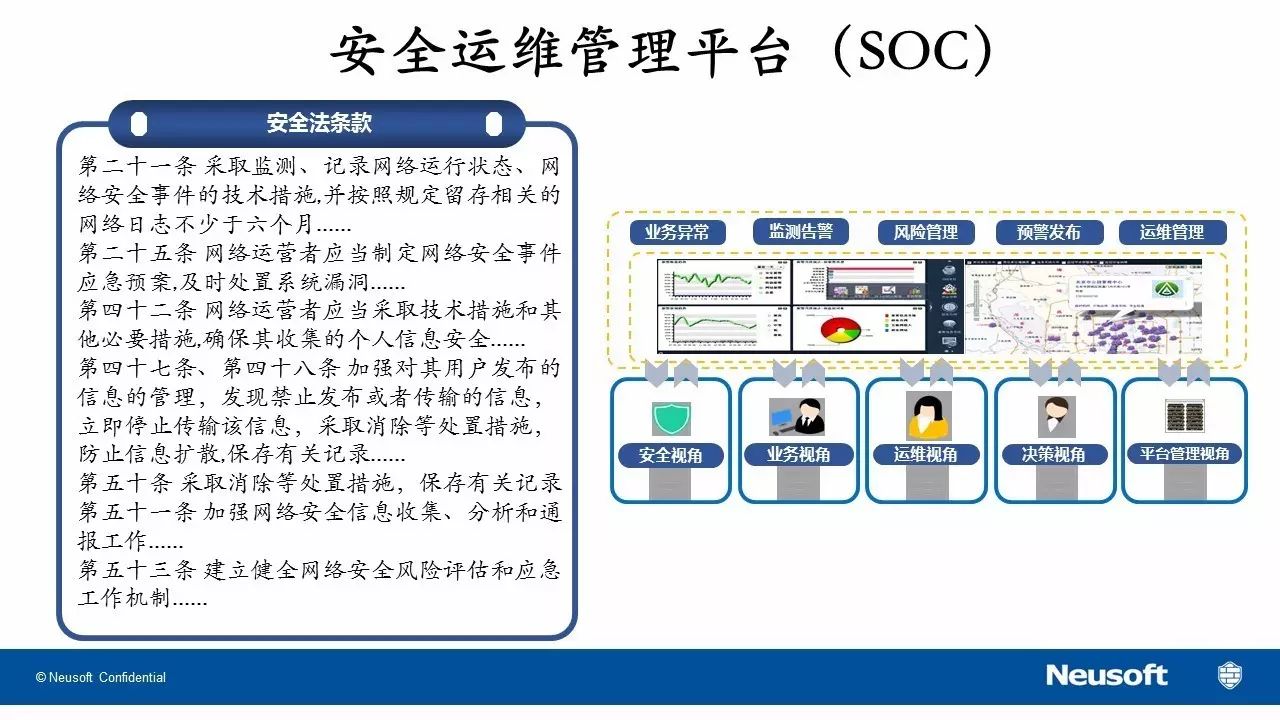 安全运维管理平台（SOC）
安全法条款
第二十一条 采取监测、记录网络运行状态、网
络安全事件的技术措施,并按照规定留存相关的
网络日志不少于六个月......
第二十五条 网络运营者应当制定网络安全事件
应急预案,及时处置系统漏洞......
第四十二条 网络运营者应当采取技术措施和其
他必要措施,确保其收集的个人信息安全......
第四十七条、第四十八条 加强对其用户发布的
信息的管理，发现禁止发布或者传输的信息，
立即停止传输该信息，采取消除等处置措施，
防止信息扩散,保存有关记录......
第五十条 采取消除等处置措施，保存有关记录
第五十一条 加强网络安全信息收集、分析和通
报工作......
第五十三条 建立健全网络安全风险评估和应急
工作机制......
业务异常
监测告警
风险管理
预警发布
运维管理
安全视角
业务视角
运维视角
决策视角
平台管理视角
© Neusoft Confidential
Neusoft